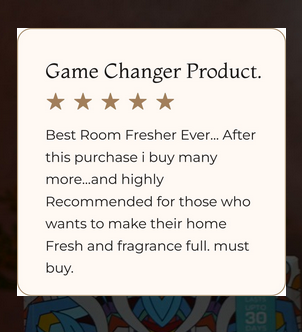 Game Changer Product.
Best Room Fresher Ever... After
this purchase i buy many
more...and highly
Recommended for those who
wants to make their home
Fresh and fragrance full. must
buy.
30